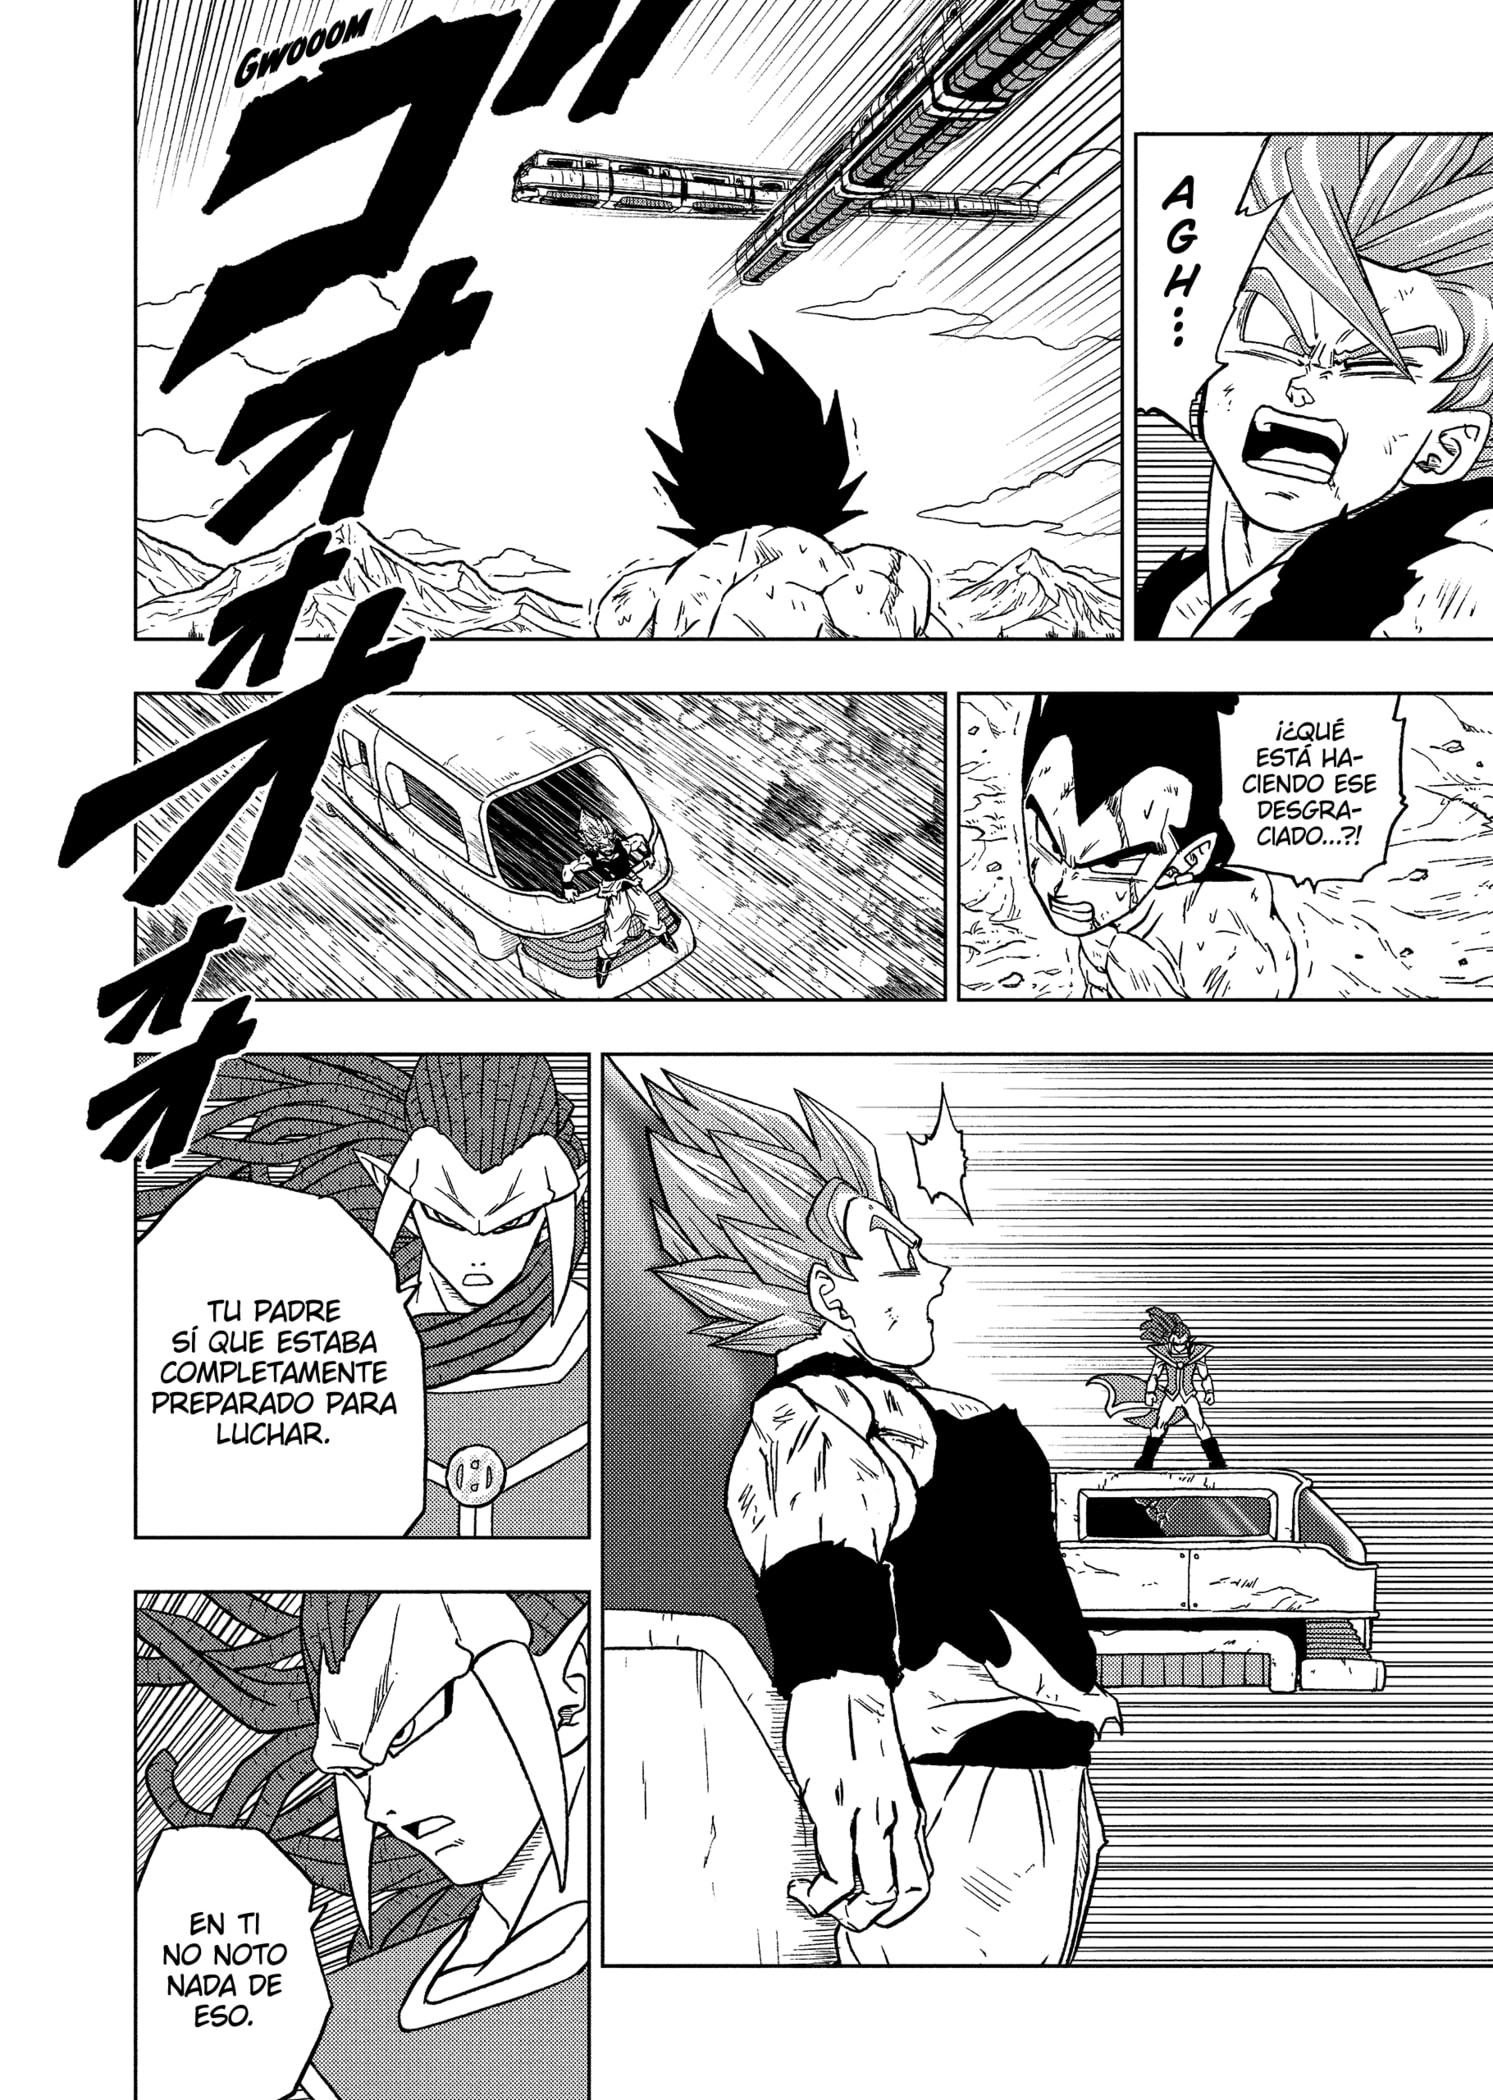 AGH...
GWOOOM
ゴオオオオオオ
¡¿QUÉ
ESTÁ HA-
CIENDO ESE
DESGRA-
CIADO...?!
TU PADRE
SÍ QUE ESTABA
COMPLETAMENTE
PREPARADO PARA
LUCHAR.
EN TI
NO NOTO
NADA DE
ESO.